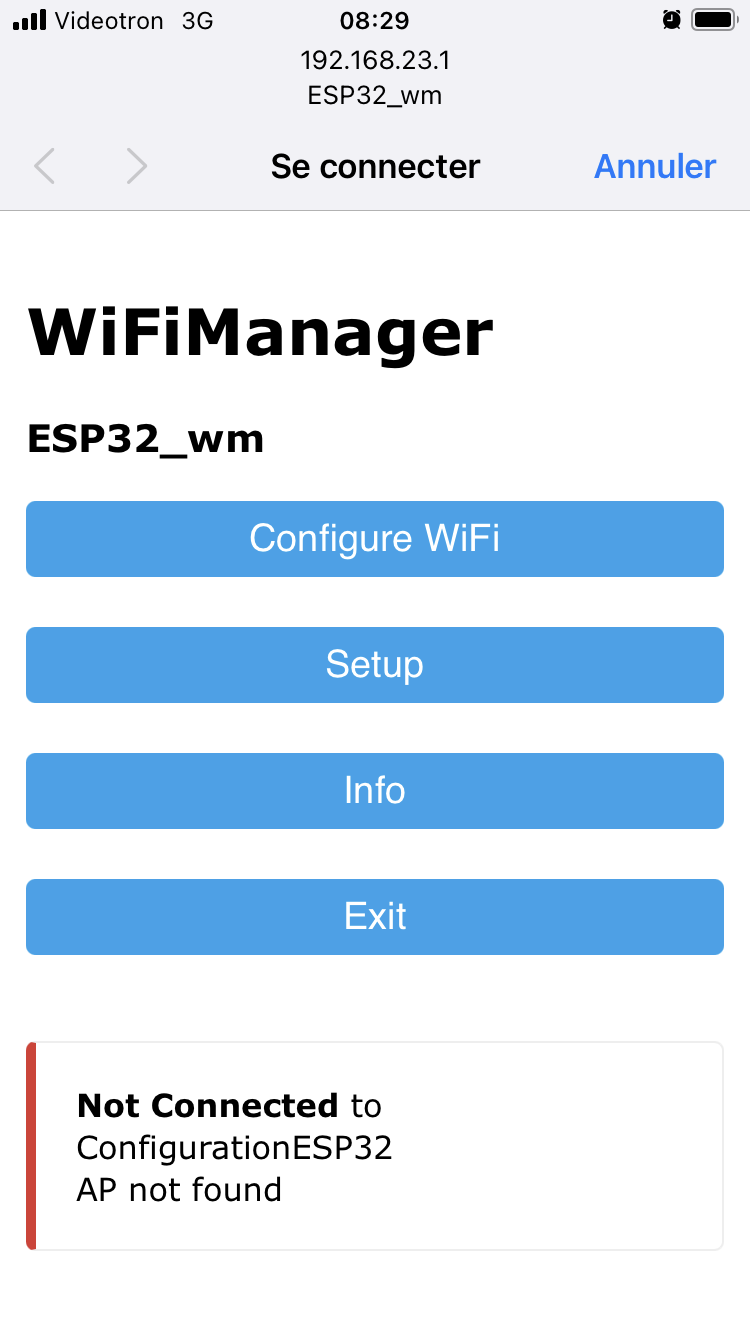 Videotron 3G 08:29
192.168.23.1
ESP32_wm
Se connecter Annuler
WiFiManager
ESP32_wm
Configure WiFi
Setup
Info
Exit
Not Connected to
ConfigurationESP32
AP not found